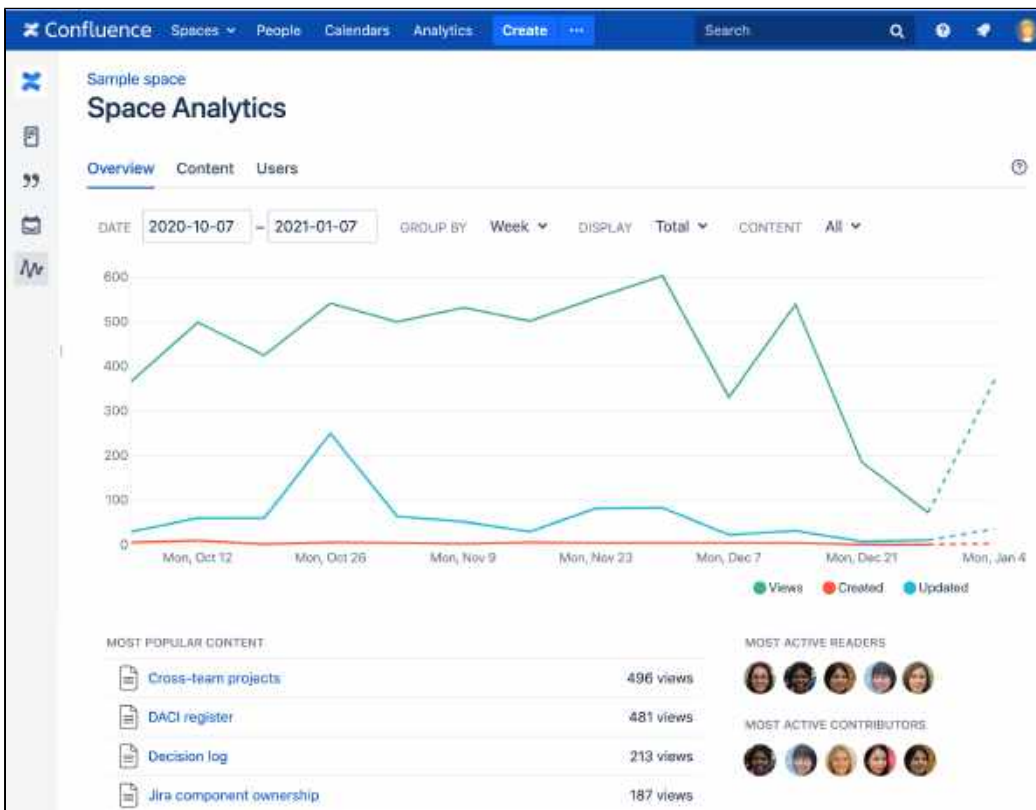 Confluence Spaces People Calendars Analytics Create ··· Search
Sample space
Space Analytics
Overview Content Users
DATE 2020-10-07 – 2021-01-07 GROUP BY Week DISPLAY Total CONTENT All
600
500
400
300
200
100
0
Mon, Oct 12 Mon, Oct 26 Mon, Nov 9 Mon, Nov 23 Mon, Dec 7 Mon, Dec 21 Mon, Jan 4
Views Created Updated
MOST POPULAR CONTENT
Cross-team projects 496 views
DACI register 481 views
Decision log 213 views
Jira component ownership 187 views
MOST ACTIVE READERS
MOST ACTIVE CONTRIBUTORS